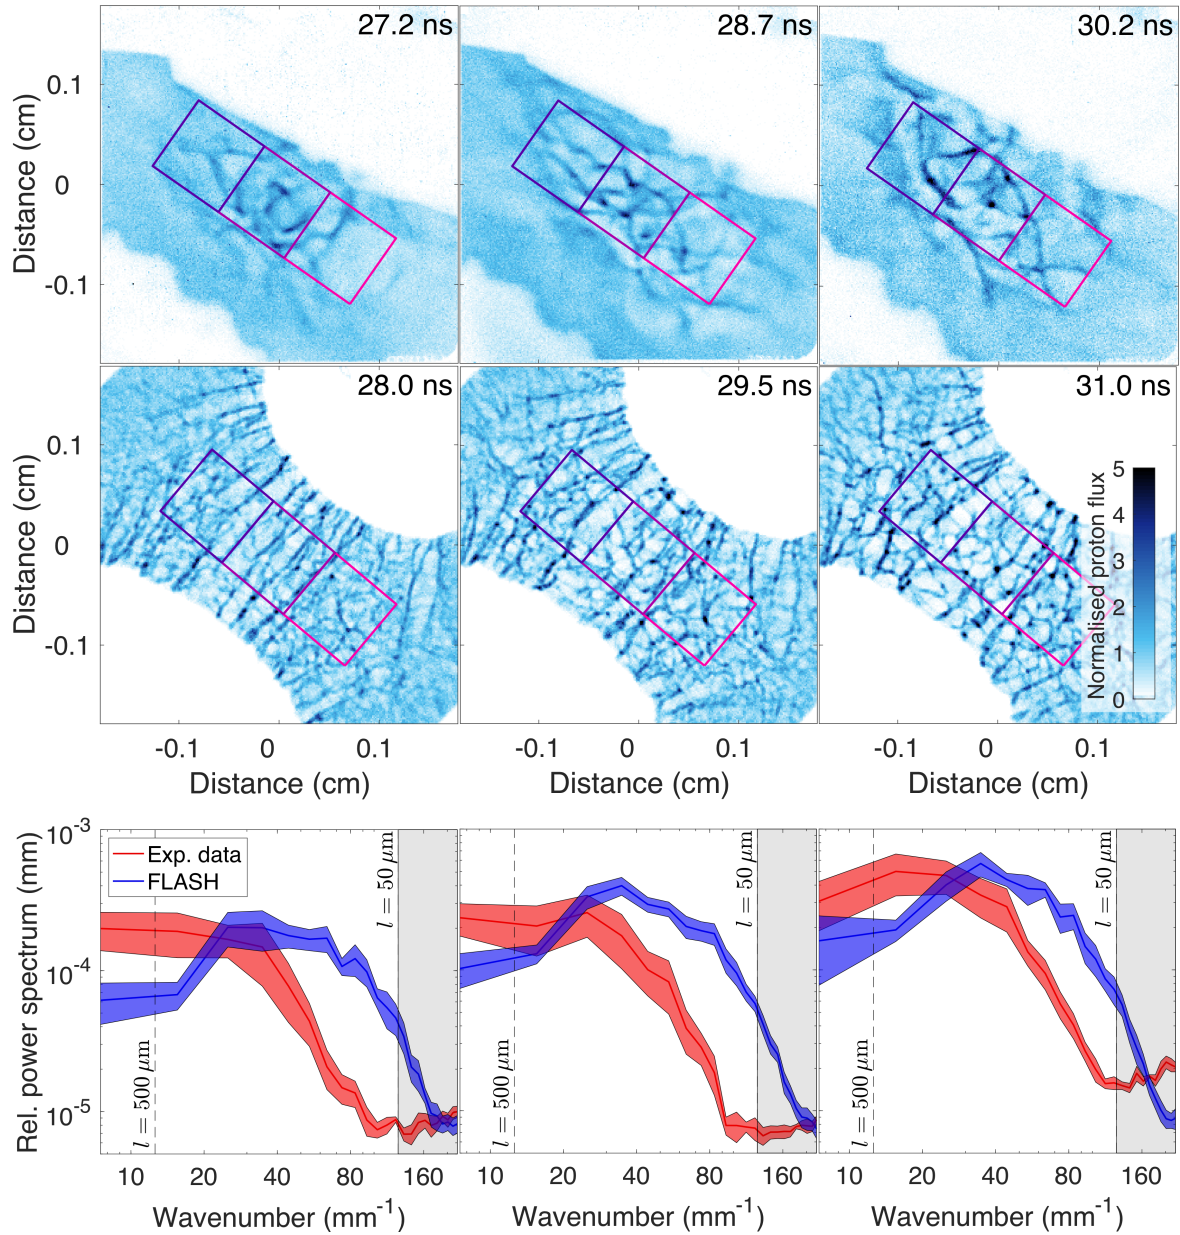 27.2 ns
28.7 ns
30.2 ns
Distance (cm)
0.1
0
-0.1
28.0 ns
29.5 ns
31.0 ns
Distance (cm)
0.1
0
-0.1
Normalised proton flux
5
4
3
2
1
0
-0.1 0 0.1
-0.1 0 0.1
-0.1 0 0.1
Distance (cm)
Distance (cm)
Distance (cm)
Rel. power spectrum (mm)
10^-3
10^-4
10^-5
Exp. data
FLASH
l = 500 μm
l = 50 μm
l = 500 μm
l = 50 μm
l = 500 μm
l = 50 μm
10 20 40 80 160
10 20 40 80 160
10 20 40 80 160
Wavenumber (mm^-1)
Wavenumber (mm^-1)
Wavenumber (mm^-1)